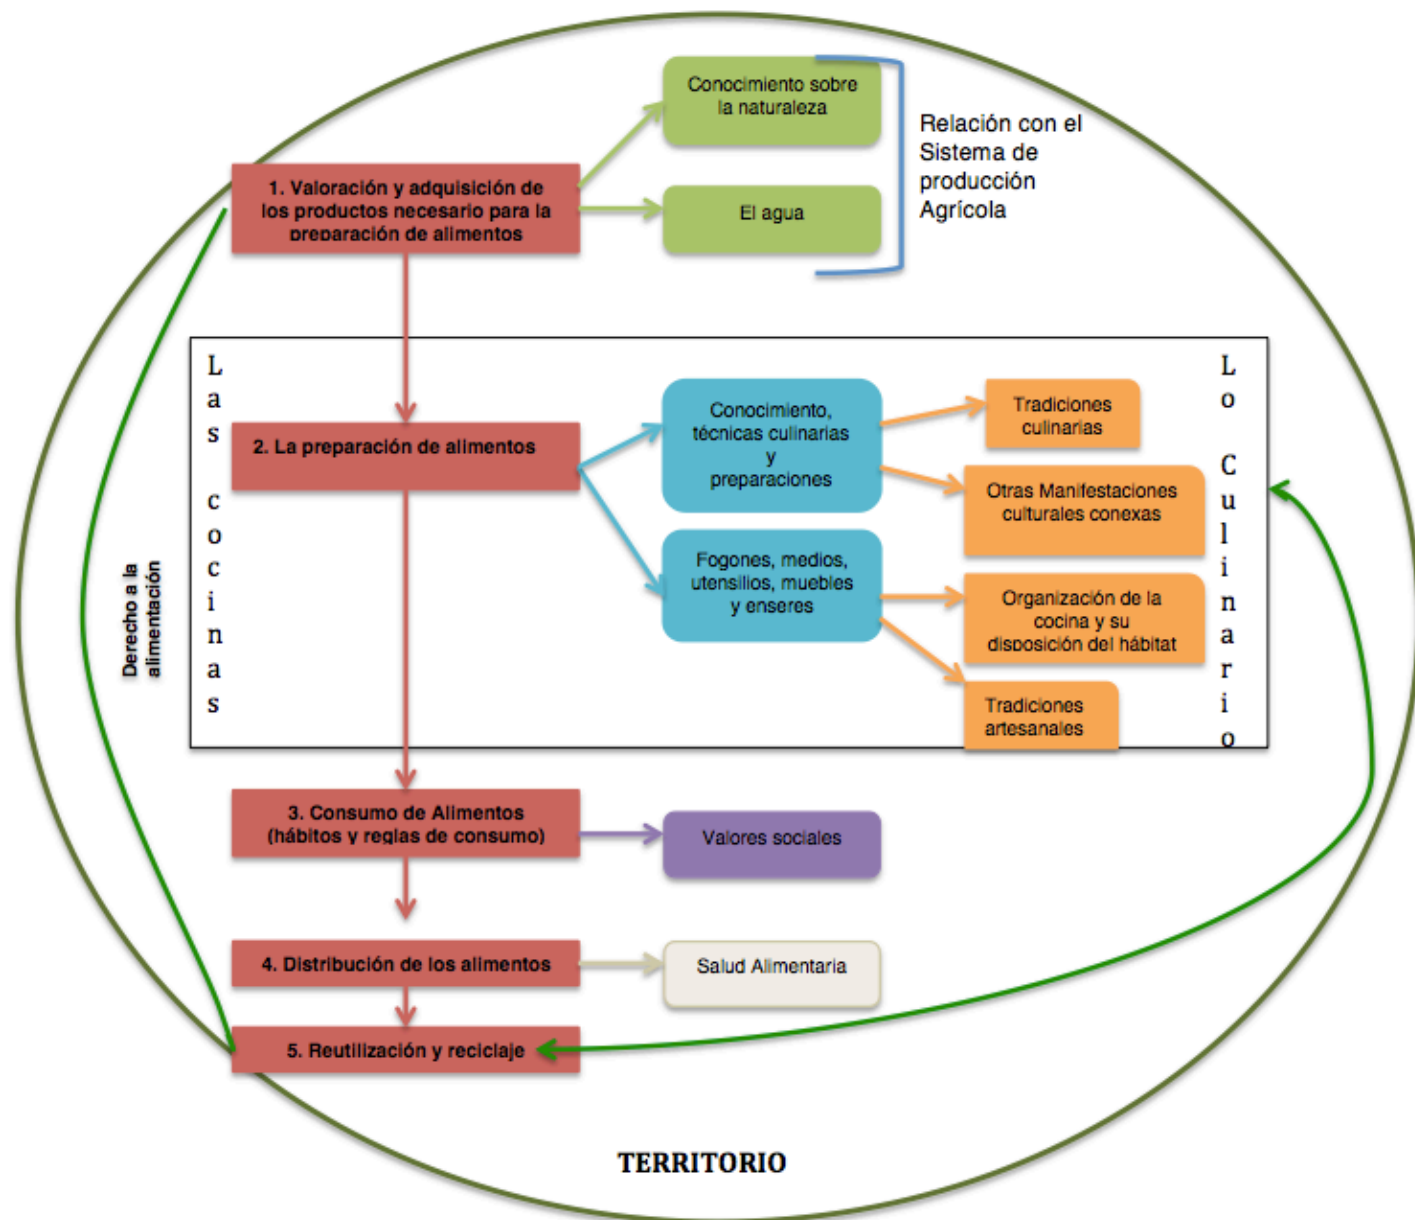 Conocimiento sobre
la naturaleza
Relación con el
Sistema de
producción
Agrícola
1. Valoración y adquisición de
los productos necesario para la
preparación de alimentos
El agua
Las cocinas
Lo Culinario
2. La preparación de alimentos
Conocimiento,
técnicas culinarias
y
preparaciones
Tradiciones
culinarias
Otras Manifestaciones
culturales conexas
Fogones, medios,
utensilios, muebles
y enseres
Organización de la
cocina y su
disposición del hábitat
Tradiciones
artesanales
Derecho a la
alimentación
3. Consumo de Alimentos
(hábitos y reglas de consumo)
Valores sociales
4. Distribución de los alimentos
Salud Alimentaria
5. Reutilización y reciclaje
TERRITORIO